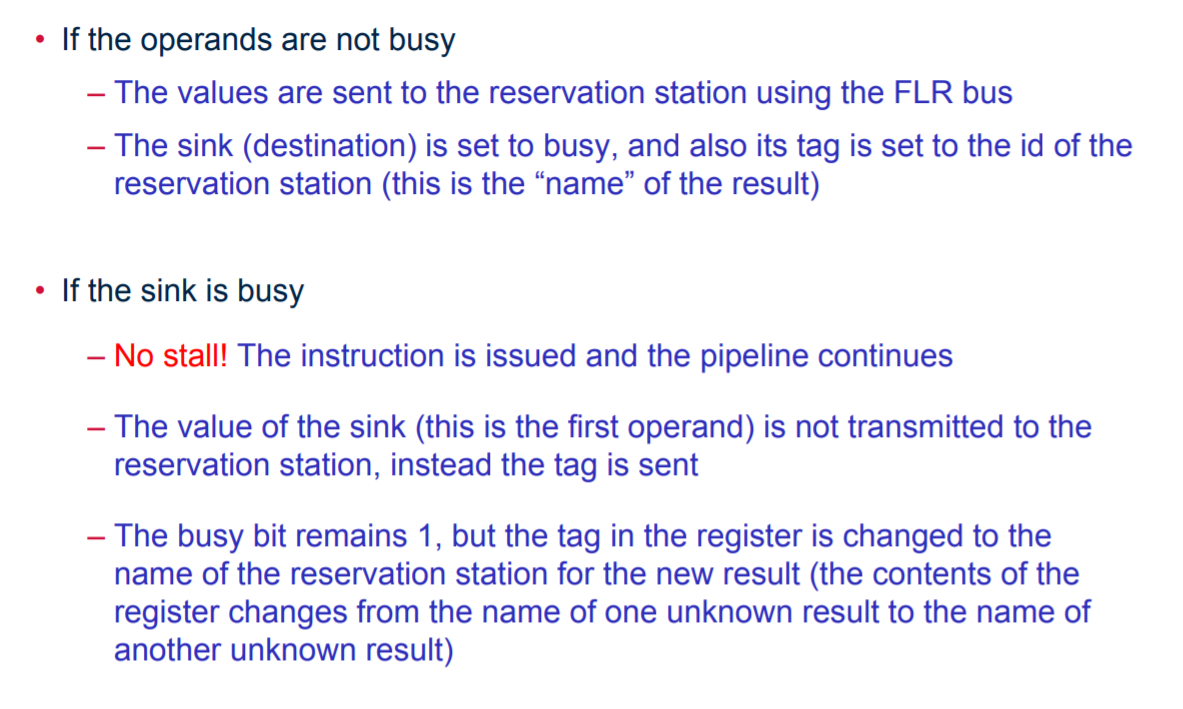 • If the operands are not busy
– The values are sent to the reservation station using the FLR bus
– The sink (destination) is set to busy, and also its tag is set to the id of the
reservation station (this is the “name” of the result)
• If the sink is busy
– No stall! The instruction is issued and the pipeline continues
– The value of the sink (this is the first operand) is not transmitted to the
reservation station, instead the tag is sent
– The busy bit remains 1, but the tag in the register is changed to the
name of the reservation station for the new result (the contents of the
register changes from the name of one unknown result to the name of
another unknown result)